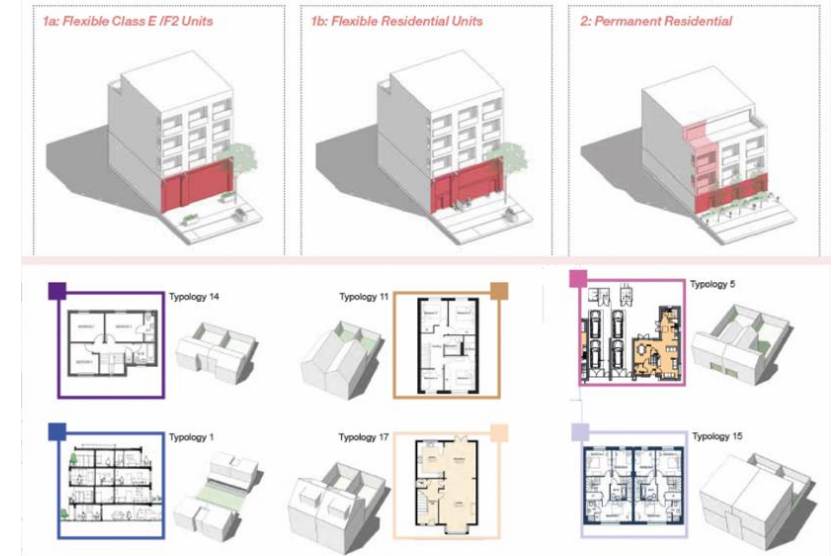 1a: Flexible Class E /F2 Units
1b: Flexible Residential Units
2: Permanent Residential
Typology 14
Typology 11
Typology 5
Typology 1
Typology 17
Typology 15